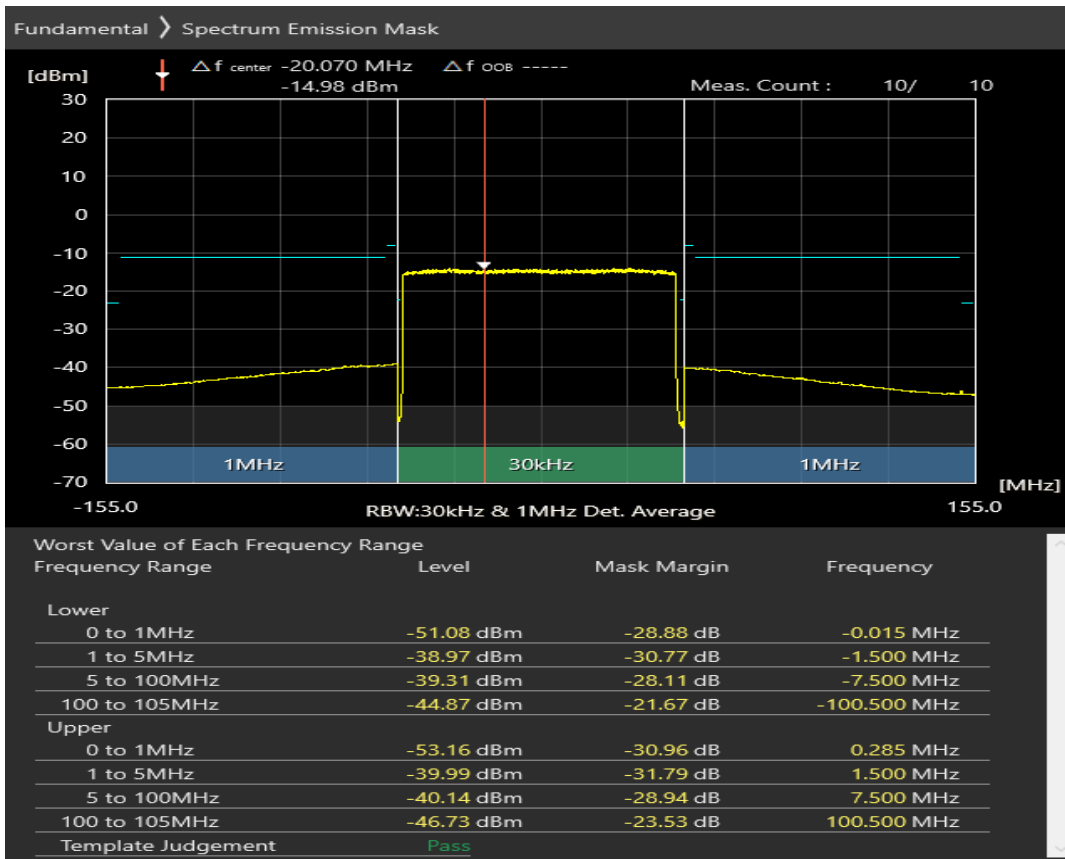 Fundamental ❭ Spectrum Emission Mask
[dBm] Δf center -20.070 MHz Δf OOB -----
-14.98 dBm Meas. Count : 10/ 10
30
20
10
0
-10
-20
-30
-40
-50
-60
-70
1MHz 30kHz 1MHz
[MHz]
-155.0 RBW:30kHz & 1MHz Det. Average 155.0
Worst Value of Each Frequency Range
Frequency Range Level Mask Margin Frequency
Lower
0 to 1MHz -51.08 dBm -28.88 dB -0.015 MHz
1 to 5MHz -38.97 dBm -30.77 dB -1.500 MHz
5 to 100MHz -39.31 dBm -28.11 dB -7.500 MHz
100 to 105MHz -44.87 dBm -21.67 dB -100.500 MHz
Upper
0 to 1MHz -53.16 dBm -30.96 dB 0.285 MHz
1 to 5MHz -39.99 dBm -31.79 dB 1.500 MHz
5 to 100MHz -40.14 dBm -28.94 dB 7.500 MHz
100 to 105MHz -46.73 dBm -23.53 dB 100.500 MHz
Template Judgement Pass